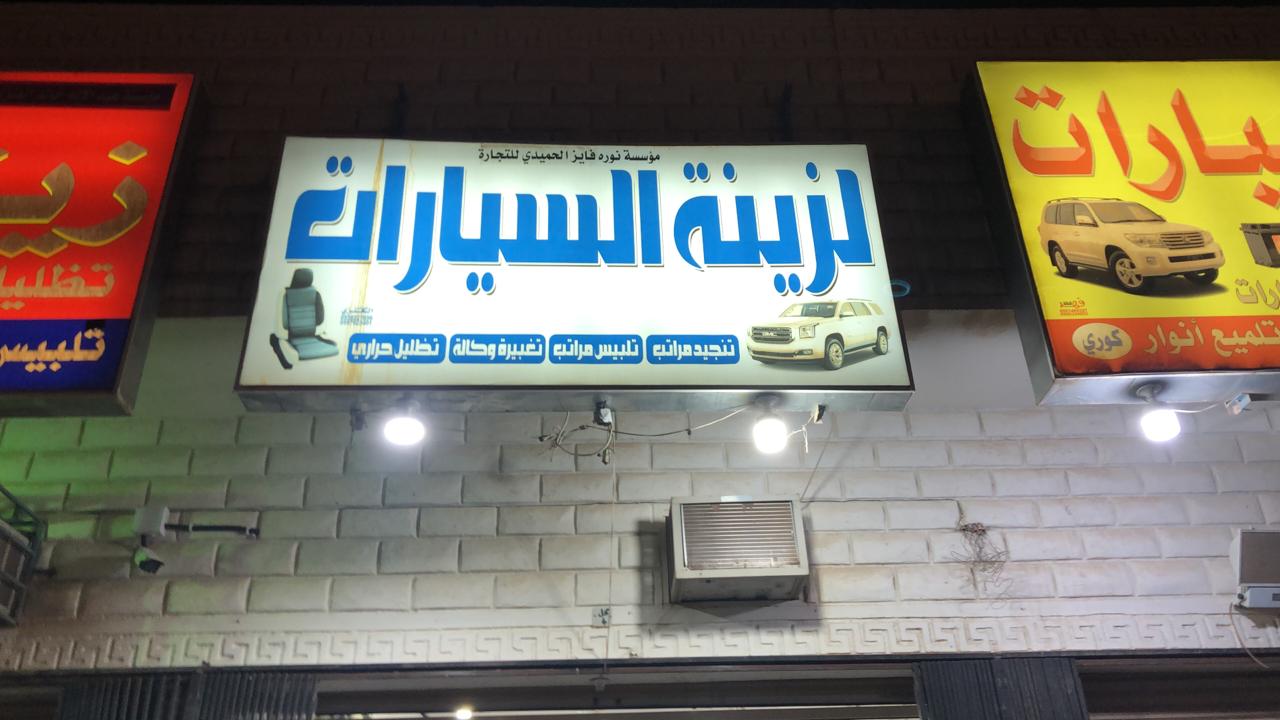 مؤسسة نوره فايز الحميدي للتجارة
لزينة السيارات
تنجيد مراتب
تلبيس مراتب
تغبيرة وكالة
تظليل حراري
زين
تظليل
تلبيس
يارات
تلميع أنوار
كوري